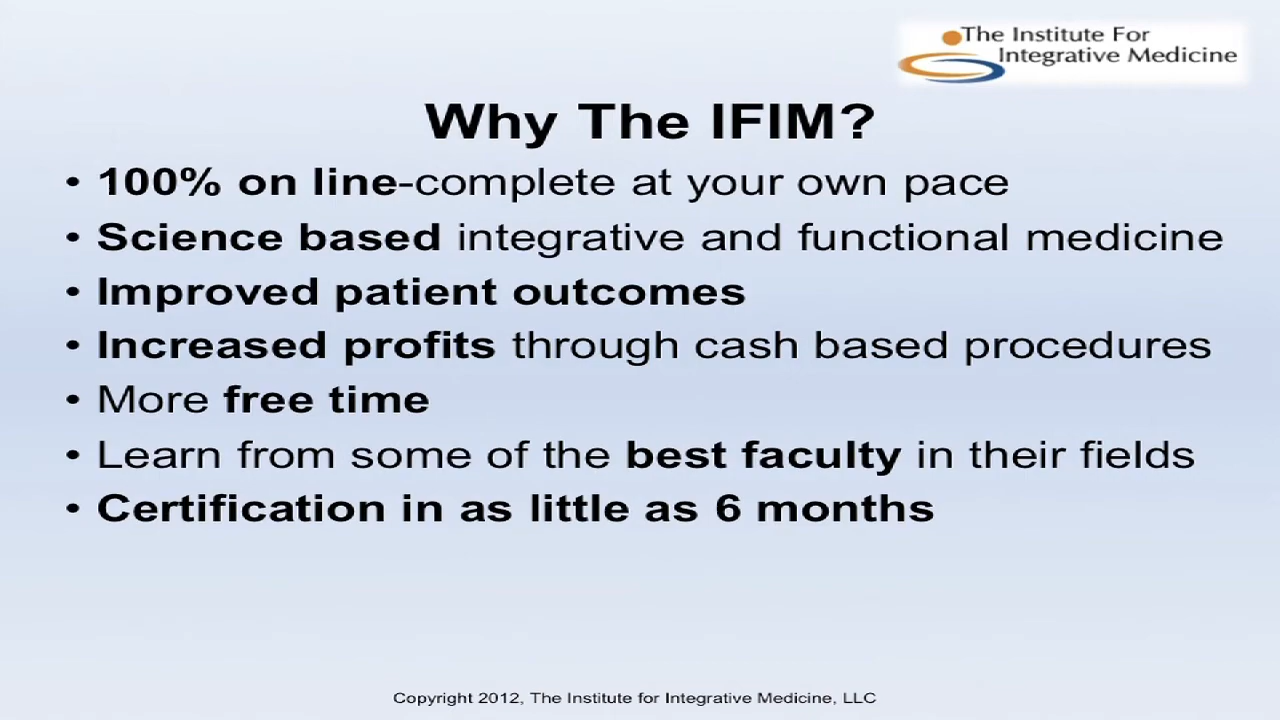 The Institute For
Integrative Medicine
Why The IFIM?
• 100% on line-complete at your own pace
• Science based integrative and functional medicine
• Improved patient outcomes
• Increased profits through cash based procedures
• More free time
• Learn from some of the best faculty in their fields
• Certification in as little as 6 months
Copyright 2012, The Institute for Integrative Medicine, LLC